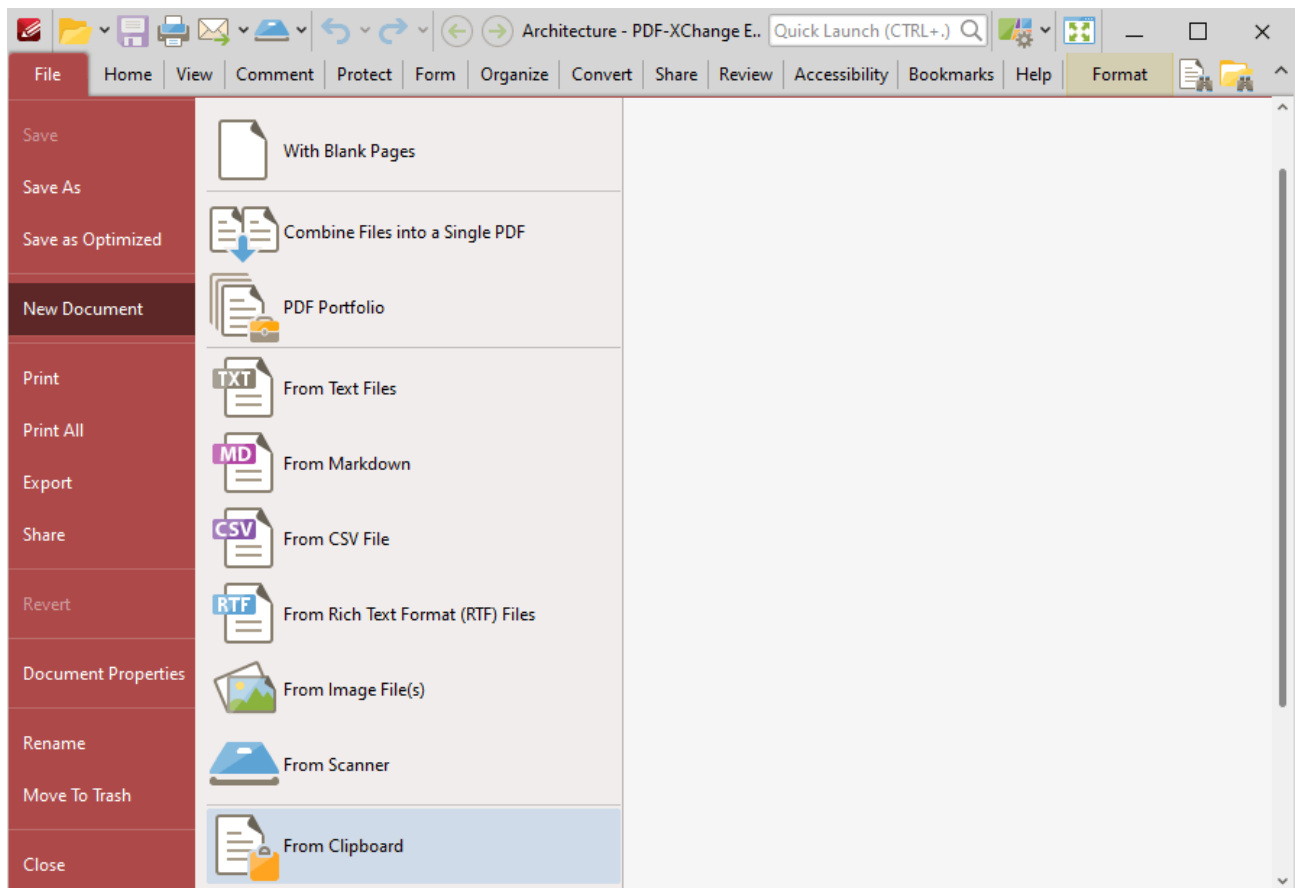 Architecture - PDF-XChange E.. Quick Launch (CTRL+.)
File Home View Comment Protect Form Organize Convert Share Review Accessibility Bookmarks Help Format
Save
Save As
Save as Optimized
New Document
Print
Print All
Export
Share
Revert
Document Properties
Rename
Move To Trash
Close
With Blank Pages
Combine Files into a Single PDF
PDF Portfolio
TXT From Text Files
MD From Markdown
CSV From CSV File
RTF From Rich Text Format (RTF) Files
From Image File(s)
From Scanner
From Clipboard